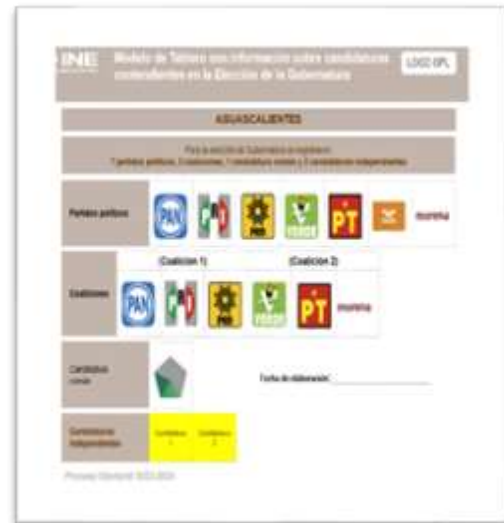 INE
Modelo de Tablero con información sobre candidaturas
contendientes en la Elección de la Gubernatura
LOGO OPL
AGUASCALIENTES
Para la elección de Gubernatura se registraron:
7 partidos políticos, 2 coaliciones, 1 candidatura común y 2 candidaturas independientes
Partidos políticos
PAN
PRI
PRD
VERDE
PT
morena
(Coalición 1)
(Coalición 2)
Coaliciones
PAN
PRI
PRD
VERDE
PT
morena
Candidatura
común
Fecha de elaboración:
Candidaturas
Independientes
Candidatura
1
Candidatura
2
Proceso Electoral